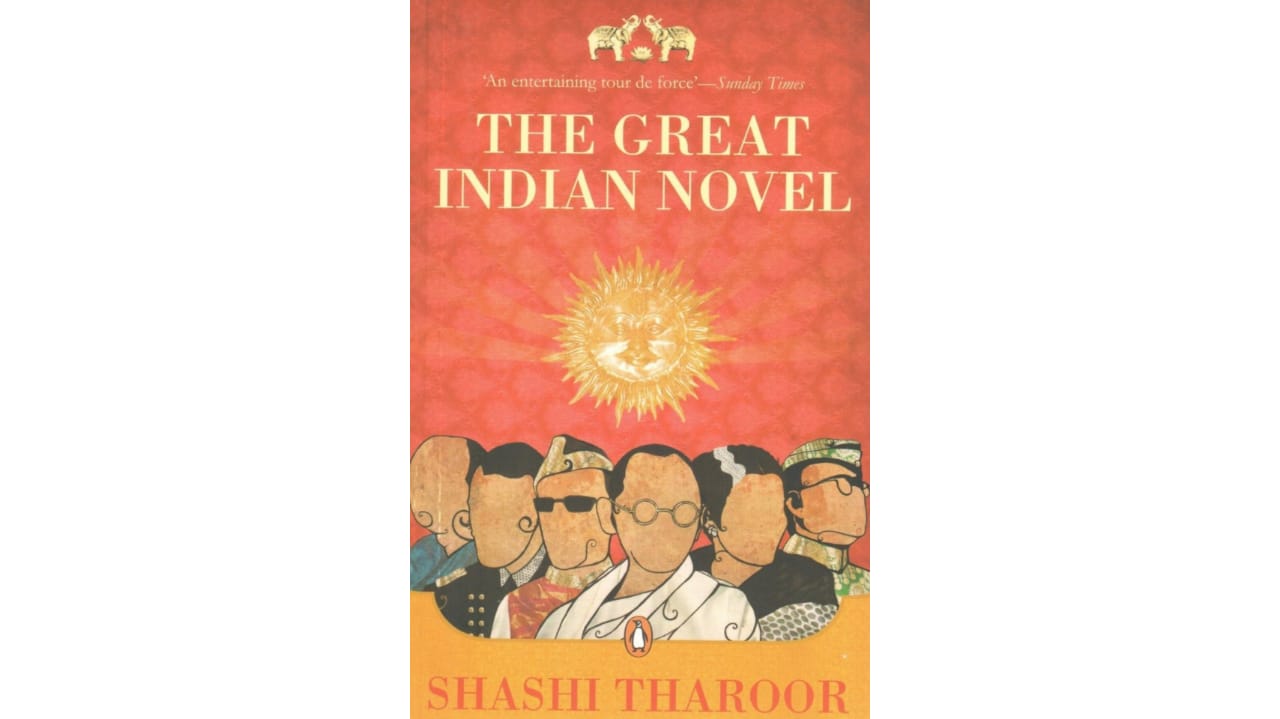 ‘An entertaining tour de force’—Sunday Times
THE GREAT
INDIAN NOVEL
SHASHI THAROOR